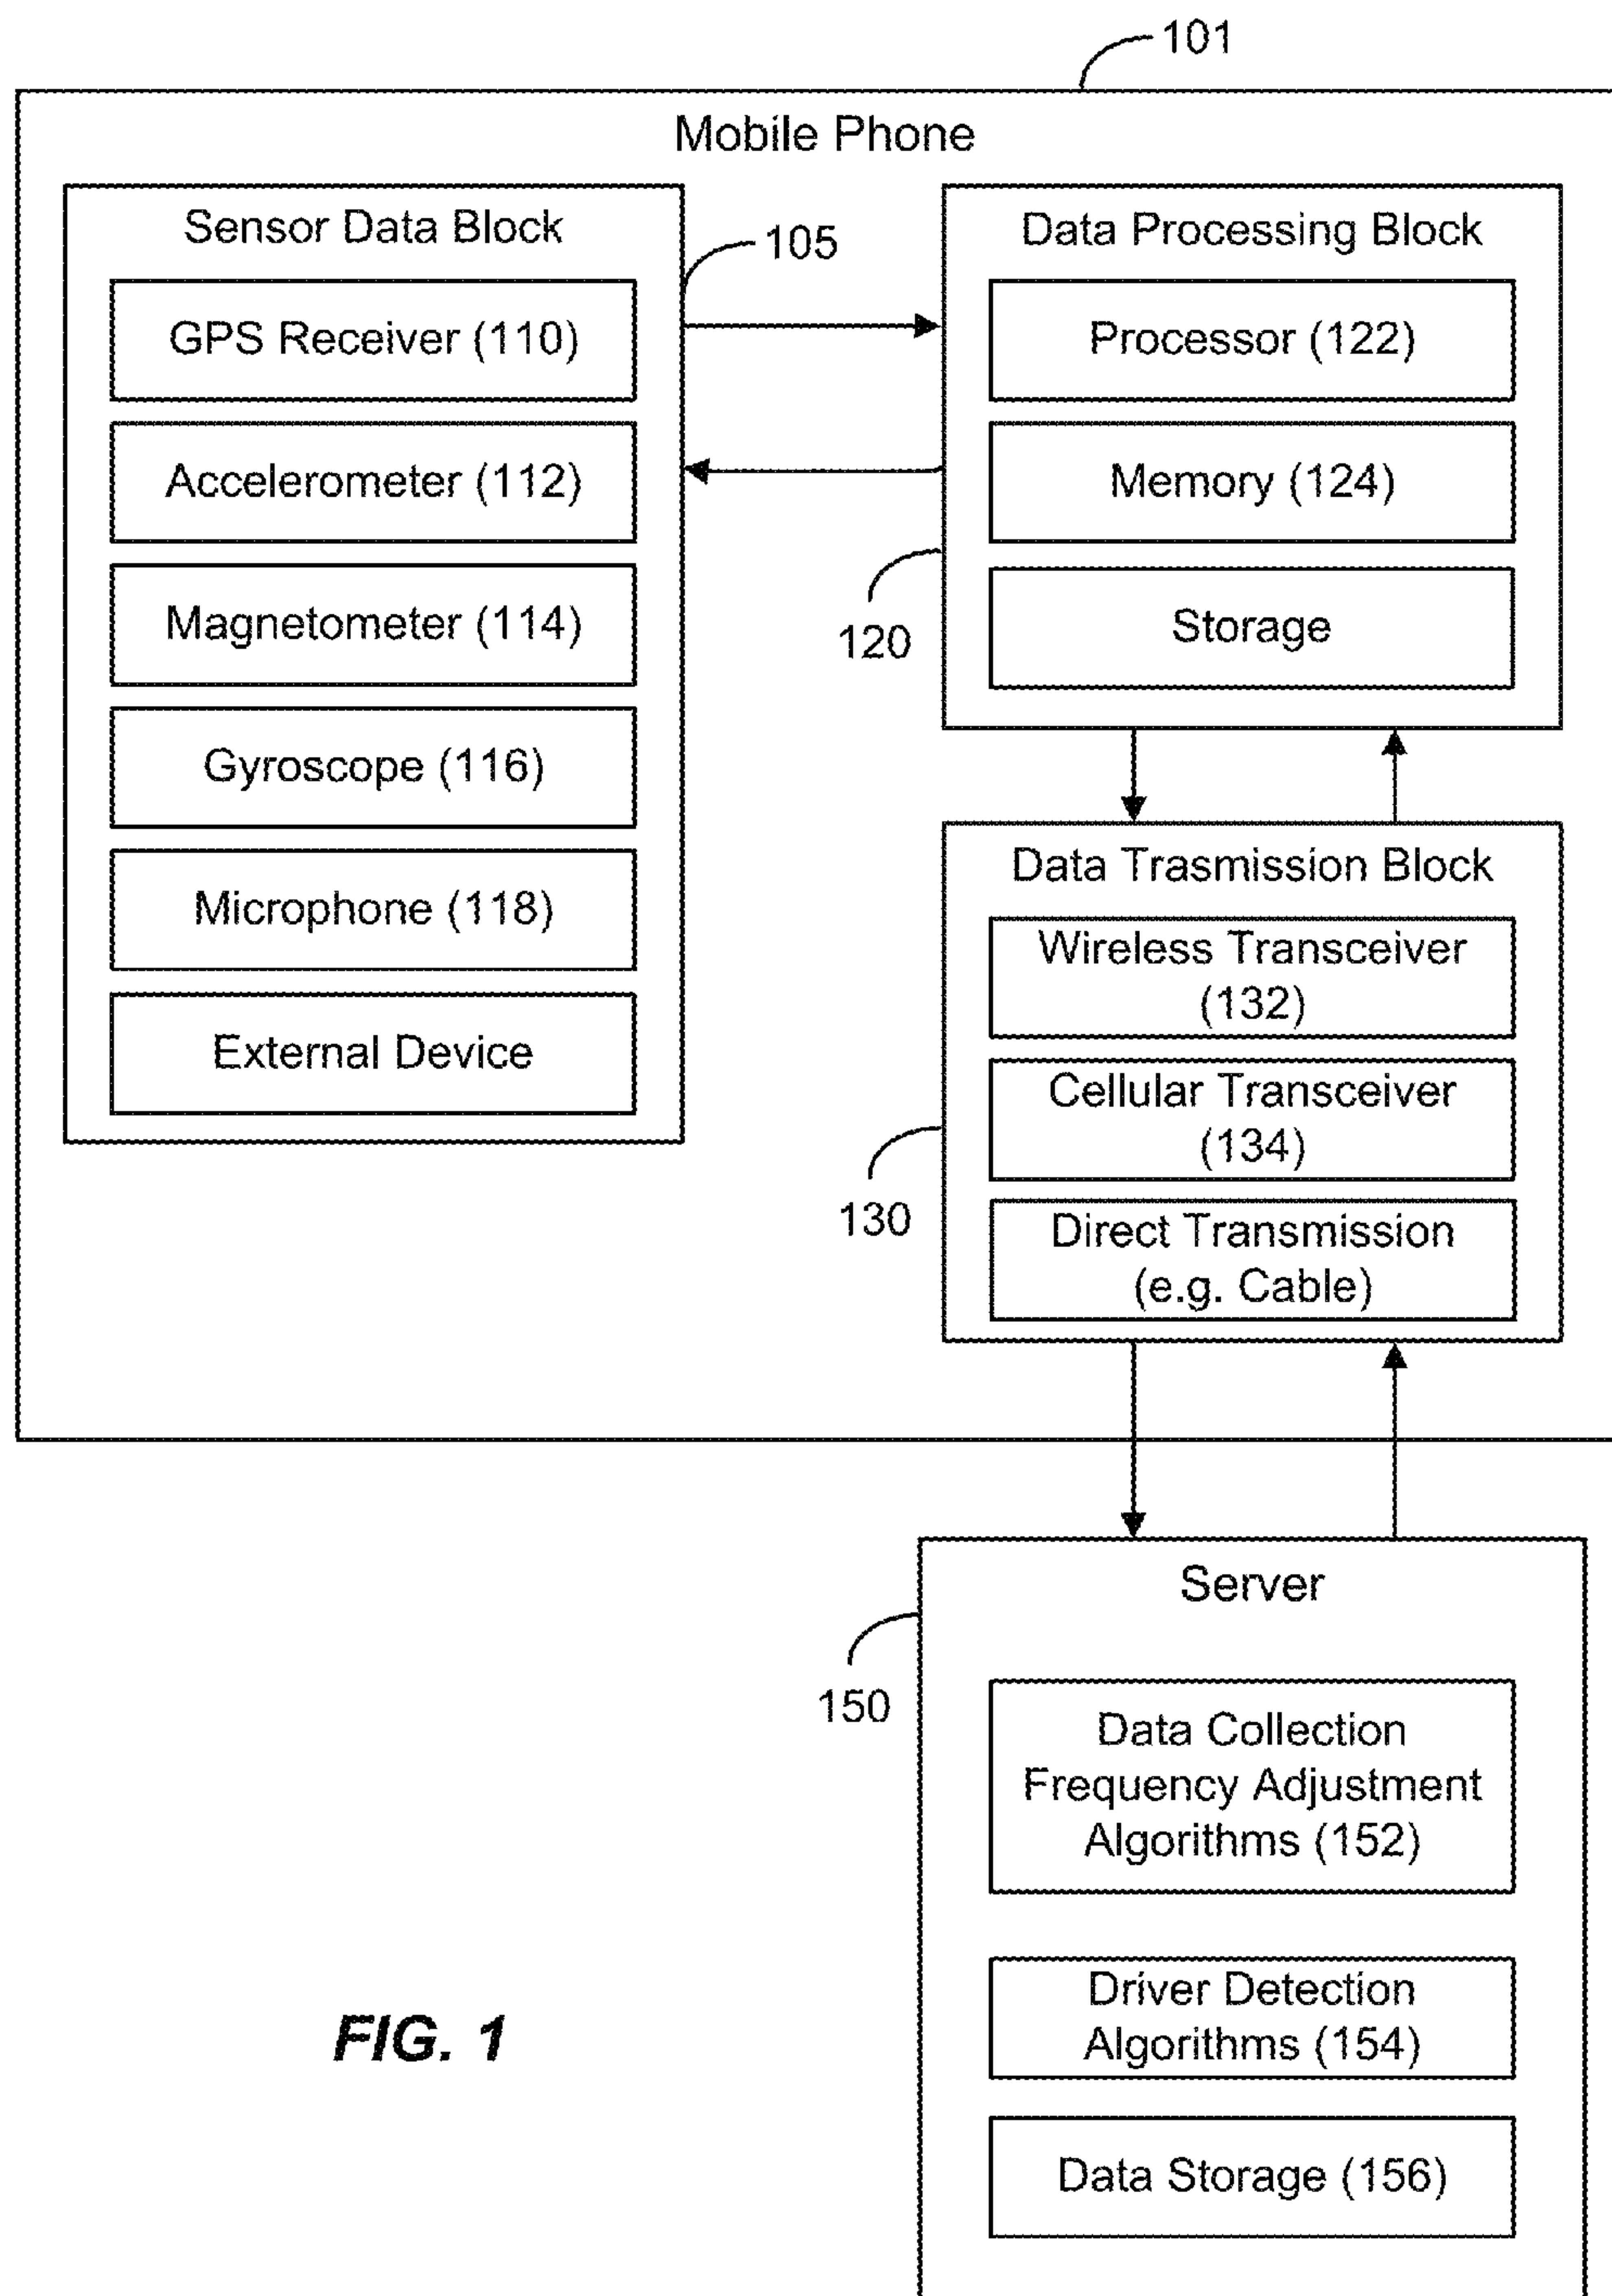 101
Mobile Phone
Sensor Data Block
105
GPS Receiver (110)
Accelerometer (112)
Magnetometer (114)
Gyroscope (116)
Microphone (118)
External Device
Data Processing Block
Processor (122)
Memory (124)
Storage
120
Data Trasmission Block
Wireless Transceiver
(132)
Cellular Transceiver
(134)
Direct Transmission
(e.g. Cable)
130
Server
150
Data Collection
Frequency Adjustment
Algorithms (152)
Driver Detection
Algorithms (154)
Data Storage (156)
FIG. 1